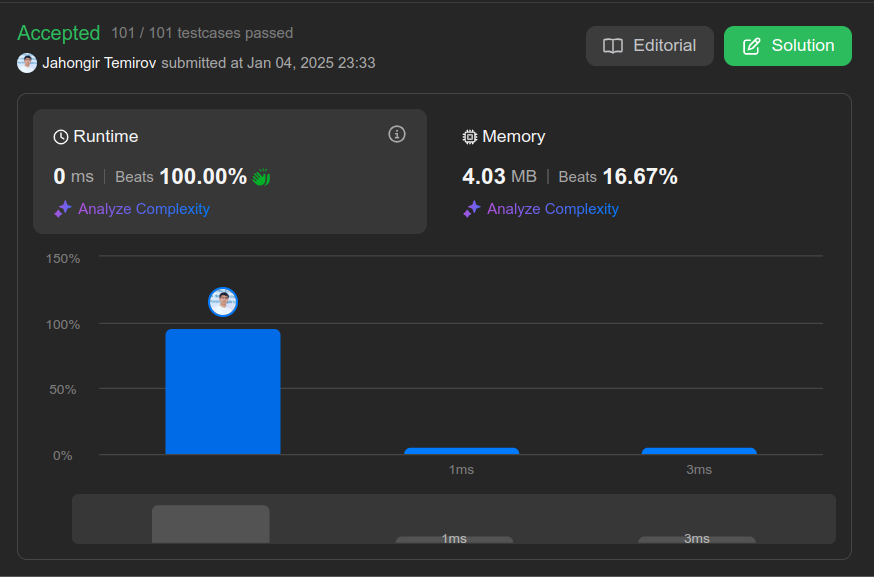 Accepted 101 / 101 testcases passed
Jahongir Temirov submitted at Jan 04, 2025 23:33
Editorial
Solution
Runtime
0 ms | Beats 100.00%
Analyze Complexity
Memory
4.03 MB | Beats 16.67%
Analyze Complexity
150%
100%
50%
0%
1ms 3ms
1ms 3ms